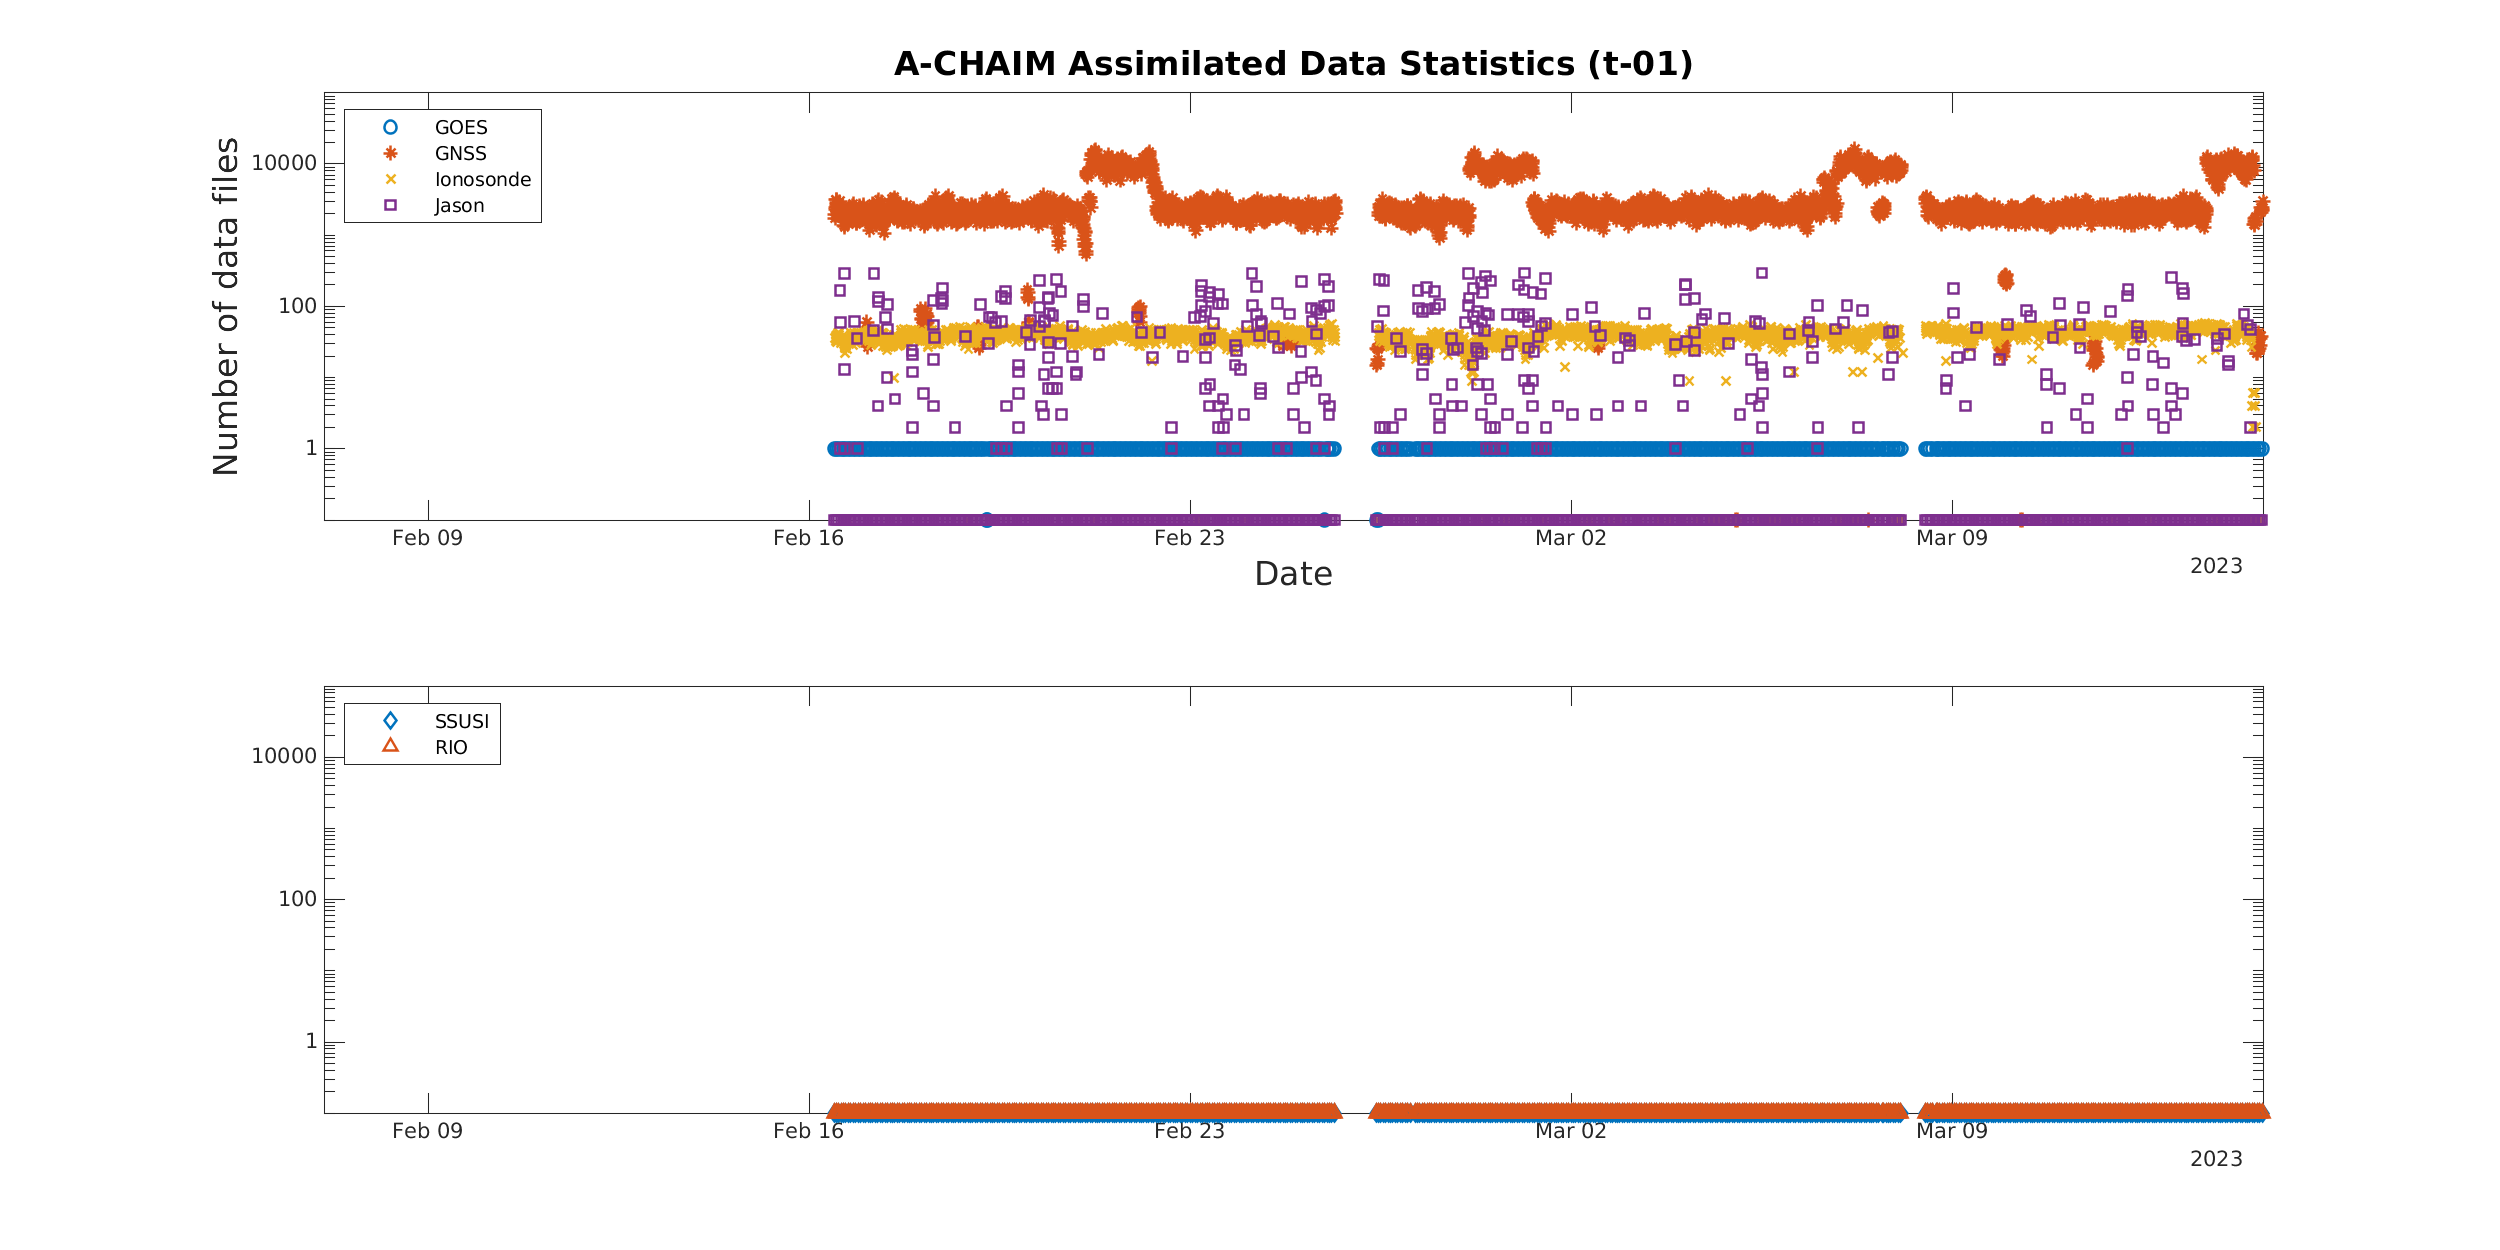 A-CHAIM Assimilated Data Statistics (t-01)
GOES
GNSS
Ionosonde
Jason
10000
100
1
Number of data files
Feb 09 Feb 16 Feb 23 Mar 02 Mar 09
2023
Date
SSUSI
RIO
10000
100
1
Feb 09 Feb 16 Feb 23 Mar 02 Mar 09
2023